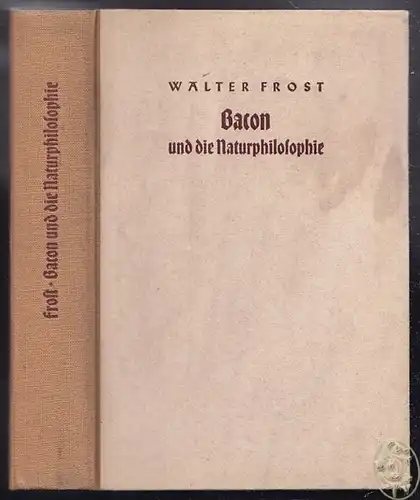 WALTER FROST
Bacon
und die Naturphiloſophie
Froſt • Bacon und die Naturphiloſophie